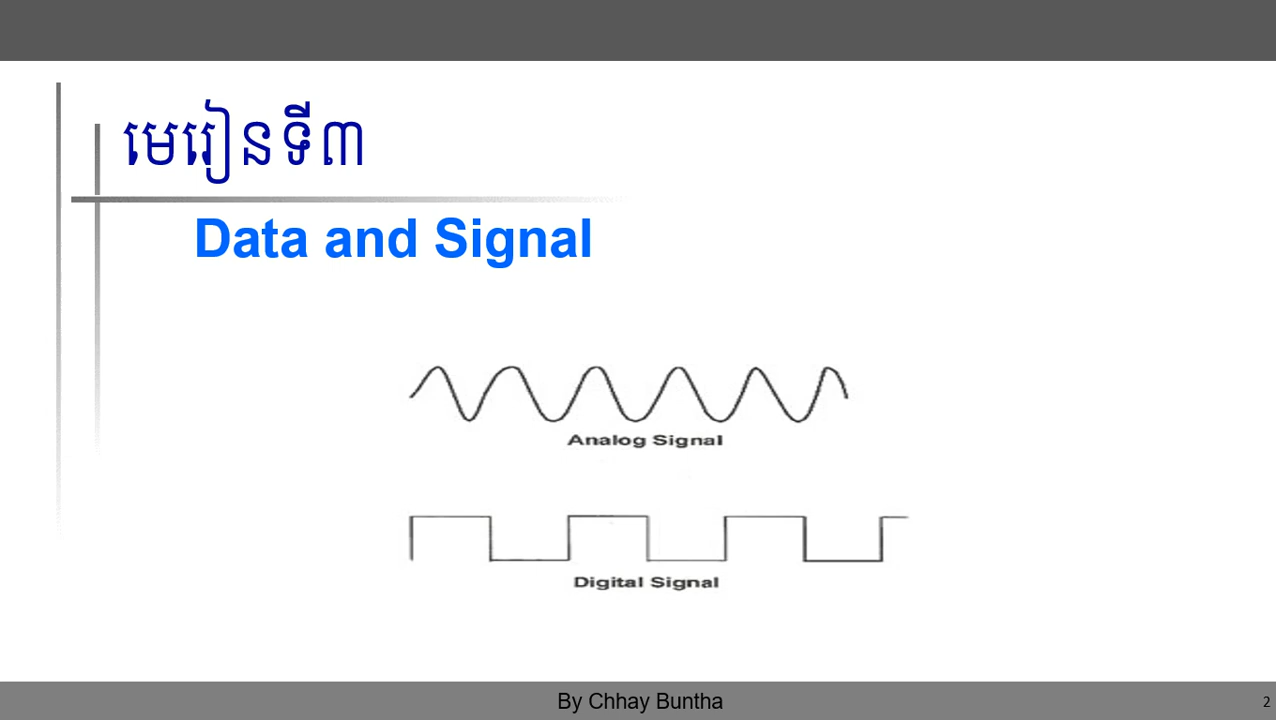 មេរៀនទី៣
Data and Signal
Analog Signal
Digital Signal
By Chhay Buntha
2